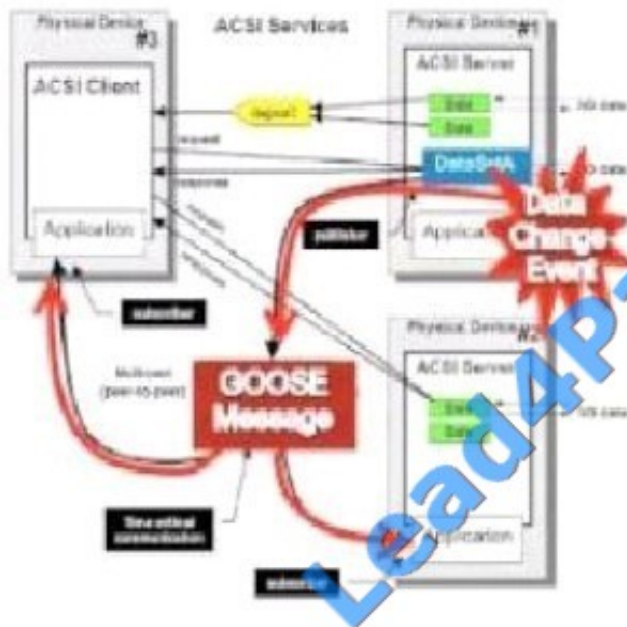 Physical Device
#3
ACSI Services
Physical Device
#1
ACSI Client
ACSI Server
Data
Data
request
DataSetA
response
Data
Change
Event
Application
publisher
subscriber
Physical Device
ACSI Server
Multicast
(peer-to-peer)
GOOSE
Message
Data
Data
Time critical
communication
Application
Lead4P